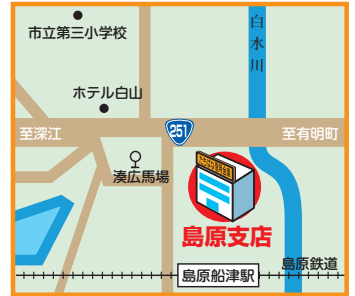 市立第三小学校
白水川
ホテル白山
至深江
251
至有明町
湊広馬場
島原支店
島原鉄道
島原船津駅